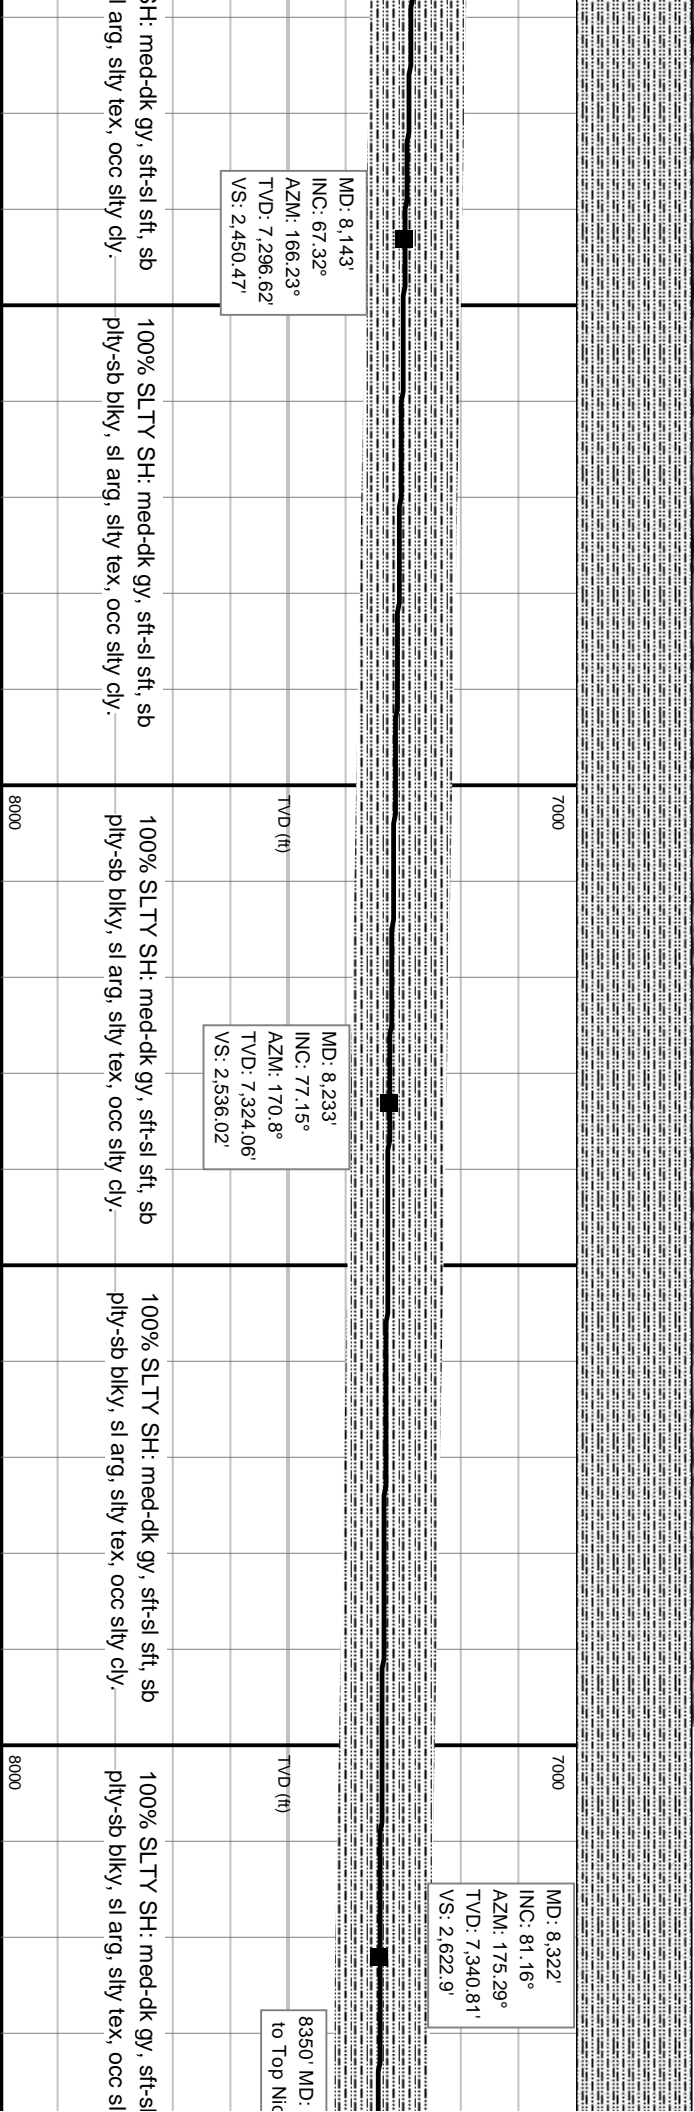 SH: med-dk gy, sft-sl sft, sb
l arg, slty tex, occ slty cly.
MD: 8,143'
INC: 67.32°
AZM: 166.23°
TVD: 7,296.62'
VS: 2,450.47'
100% SLTY SH: med-dk gy, sft-sl sft, sb
plty-sb blky, sl arg, slty tex, occ slty cly.
7000
TVD (ft)
8000
100% SLTY SH: med-dk gy, sft-sl sft, sb
plty-sb blky, sl arg, slty tex, occ slty cly.
MD: 8,233'
INC: 77.15°
AZM: 170.8°
TVD: 7,324.06'
VS: 2,536.02'
100% SLTY SH: med-dk gy, sft-sl sft, sb
plty-sb blky, sl arg, slty tex, occ slty cly.
7000
TVD (ft)
8000
100% SLTY SH: med-dk gy, sft-sl
plty-sb blky, sl arg, slty tex, occ sl
MD: 8,322'
INC: 81.16°
AZM: 175.29°
TVD: 7,340.81'
VS: 2,622.9'
8350' MD:
to Top Nio